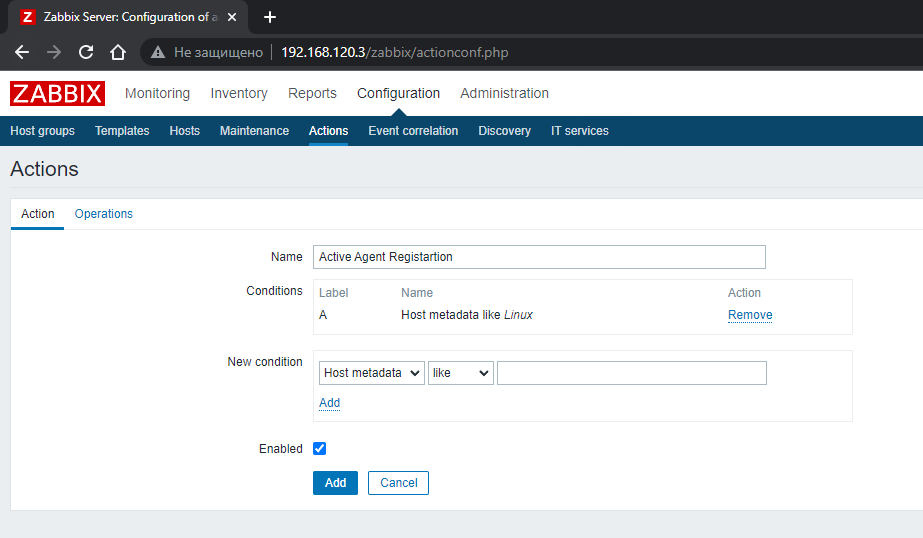 Z Zabbix Server: Configuration of a
Не защищено 192.168.120.3/zabbix/actionconf.php
ZABBIX Monitoring Inventory Reports Configuration Administration
Host groups Templates Hosts Maintenance Actions Event correlation Discovery IT services
Actions
Action Operations
Name Active Agent Registartion
Conditions Label Name Action
A Host metadata like Linux Remove
New condition Host metadata like
Add
Enabled
Add Cancel